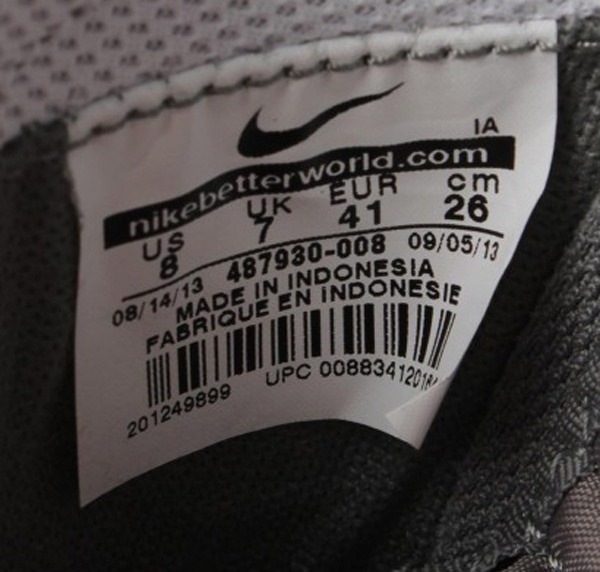 IA
nikebetterworld.com
US UK EUR cm
8 7 41 26
08/14/13 487930-008 09/05/13
MADE IN INDONESIA
FABRIQUE EN INDONESIE
201249899 UPC